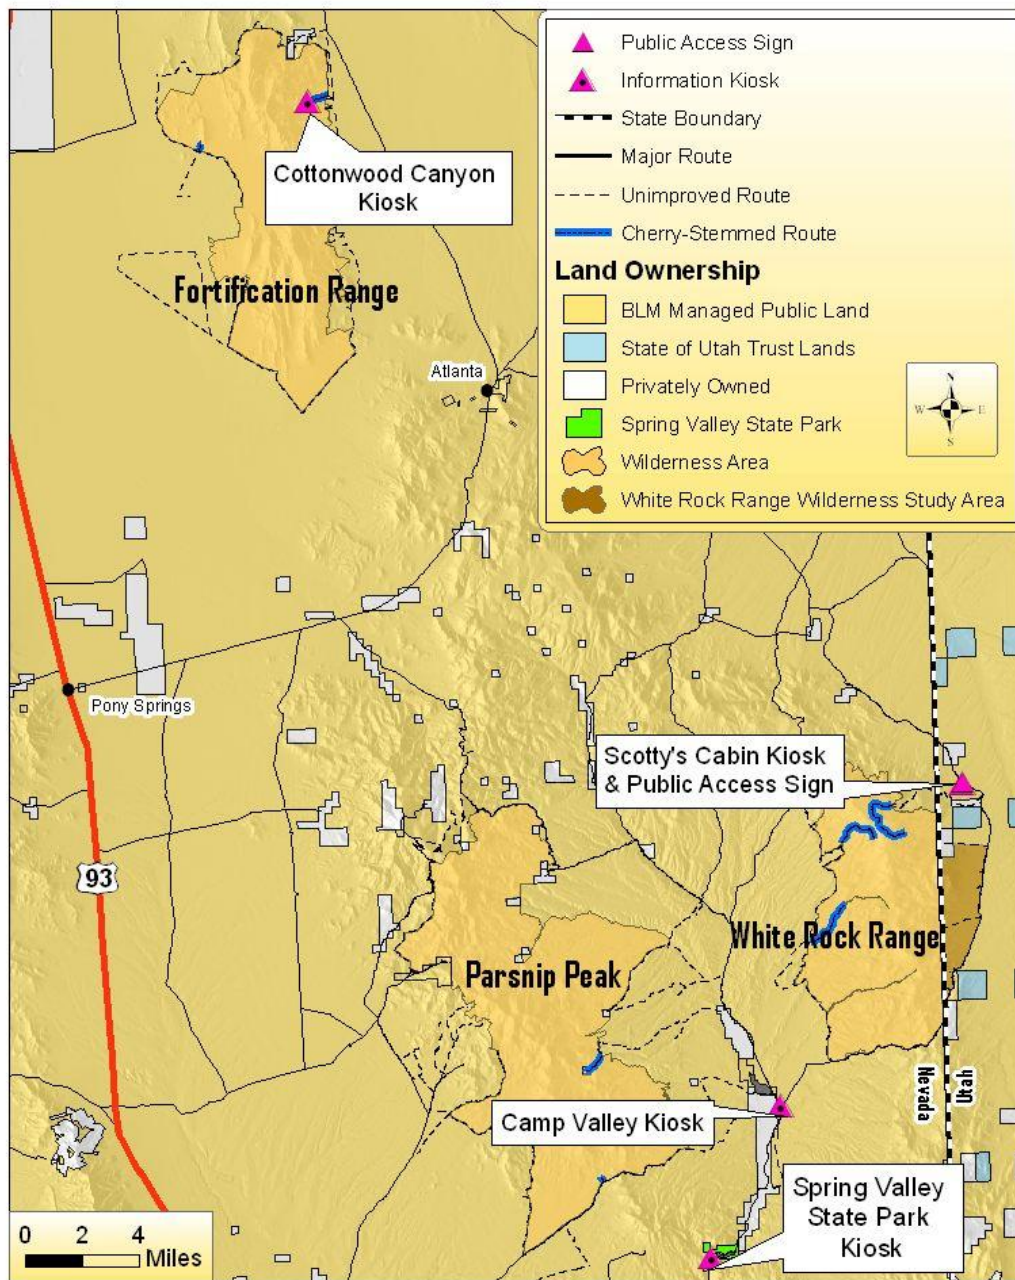 Public Access Sign
Information Kiosk
State Boundary
Major Route
Unimproved Route
Cherry-Stemmed Route
Land Ownership
BLM Managed Public Land
State of Utah Trust Lands
Privately Owned
Spring Valley State Park
Wilderness Area
White Rock Range Wilderness Study Area
N
W
E
S
Cottonwood Canyon
Kiosk
Fortification Range
Atlanta
Pony Springs
Scotty's Cabin Kiosk
& Public Access Sign
93
White Rock Range
Parsnip Peak
Nevada
Utah
Camp Valley Kiosk
Spring Valley
State Park
Kiosk
0 2 4
Miles